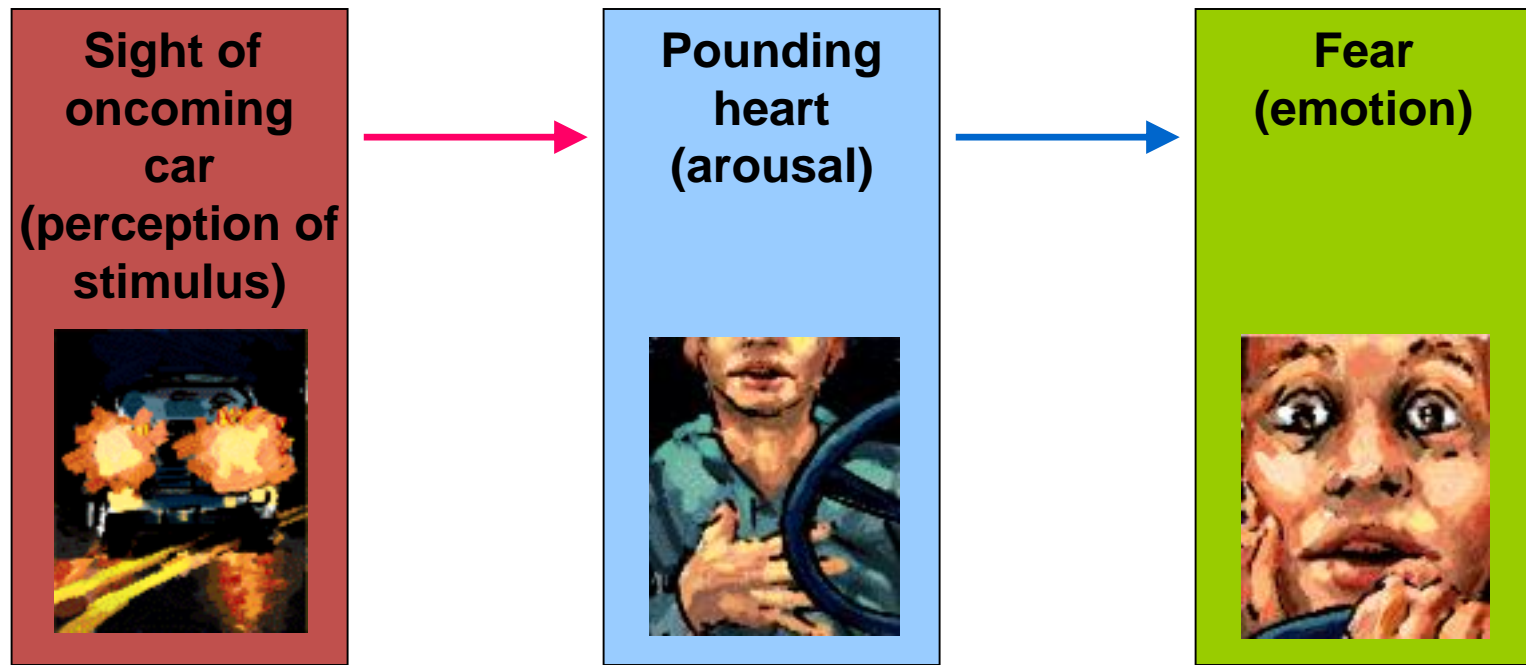 Sight of
oncoming
car
(perception of
stimulus)
Pounding
heart
(arousal)
Fear
(emotion)